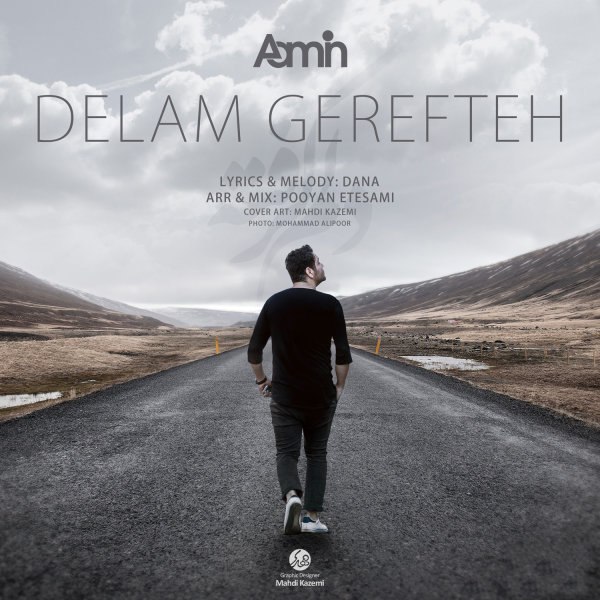 Asmin
DELAM GEREFTEH
LYRICS & MELODY: DANA
ARR & MIX: POOYAN ETESAMI
COVER ART: MAHDI KAZEMI
PHOTO: MOHAMMAD ALIPOOR
Graphic Designer
Mahdi Kazemi